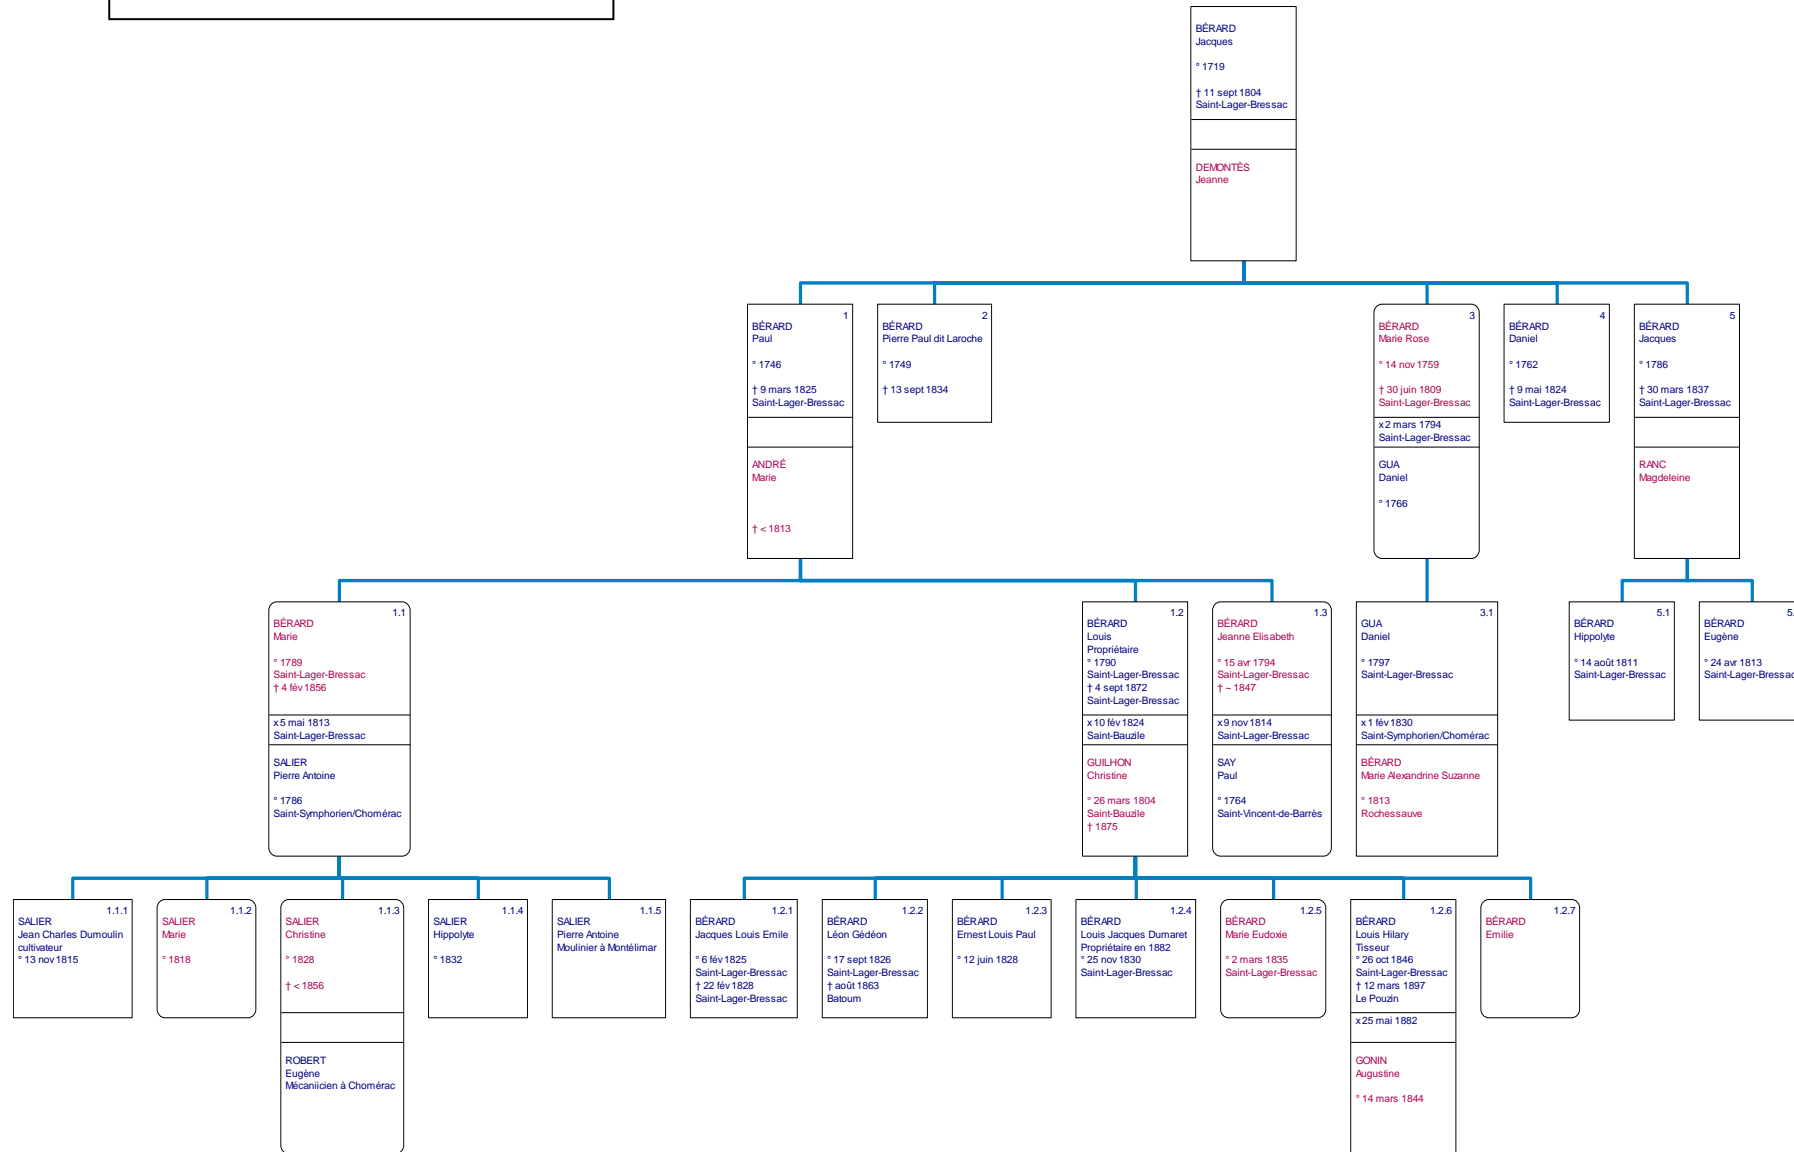 BÉRARD
Jacques
° 1719
† 11 sept 1804
Saint-Lager-Bressac
DEMONTÈS
Jeanne
1
BÉRARD
Paul
° 1746
† 9 mars 1825
Saint-Lager-Bressac
ANDRÉ
Marie
† < 1813
2
BÉRARD
Pierre Paul dit Laroche
° 1749
† 13 sept 1834
3
BÉRARD
Marie Rose
° 14 nov 1759
† 30 juin 1809
Saint-Lager-Bressac
x 2 mars 1794
Saint-Lager-Bressac
GUA
Daniel
° 1766
4
BÉRARD
Daniel
° 1762
† 9 mai 1824
Saint-Lager-Bressac
5
BÉRARD
Jacques
° 1786
† 30 mars 1837
Saint-Lager-Bressac
RANC
Magdeleine
1.1
BÉRARD
Marie
° 1789
Saint-Lager-Bressac
† 4 fév 1856
x 5 mai 1813
Saint-Lager-Bressac
SALIER
Pierre Antoine
° 1786
Saint-Symphorien/Chomérac
1.2
BÉRARD
Louis
Propriétaire
° 1790
Saint-Lager-Bressac
† 4 sept 1872
Saint-Lager-Bressac
x 10 fév 1824
Saint-Bauzile
GUILHON
Christine
° 26 mars 1804
Saint-Bauzile
† 1875
1.3
BÉRARD
Jeanne Elisabeth
° 15 avr 1794
Saint-Lager-Bressac
† ~ 1847
x 9 nov 1814
Saint-Lager-Bressac
SAY
Paul
° 1764
Saint-Vincent-de-Barrès
3.1
GUA
Daniel
° 1797
Saint-Lager-Bressac
x 1 fév 1830
Saint-Symphorien/Chomérac
BÉRARD
Marie Alexandrine Suzanne
° 1813
Rochessauve
5.1
BÉRARD
Hippolyte
° 14 août 1811
Saint-Lager-Bressac
5.
BÉRARD
Eugène
° 24 avr 1813
Saint-Lager-Bressac
1.1.1
SALIER
Jean Charles Dumoulin
cultivateur
° 13 nov 1815
1.1.2
SALIER
Marie
° 1818
1.1.3
SALIER
Christine
° 1828
† < 1856
ROBERT
Eugène
Mécaniicien à Chomérac
1.1.4
SALIER
Hippolyte
° 1832
1.1.5
SALIER
Pierre Antoine
Moulinier à Montélimar
1.2.1
BÉRARD
Jacques Louis Emile
° 6 fév 1825
Saint-Lager-Bressac
† 22 fév 1828
Saint-Lager-Bressac
1.2.2
BÉRARD
Léon Gédéon
° 17 sept 1826
Saint-Lager-Bressac
† août 1863
Batoum
1.2.3
BÉRARD
Ernest Louis Paul
° 12 juin 1828
1.2.4
BÉRARD
Louis Jacques Dumaret
Propriétaire en 1882
° 25 nov 1830
Saint-Lager-Bressac
1.2.5
BÉRARD
Marie Eudoxie
° 2 mars 1835
Saint-Lager-Bressac
1.2.6
BÉRARD
Louis Hilary
Tisseur
° 26 oct 1846
Saint-Lager-Bressac
† 12 mars 1897
Le Pouzin
x 25 mai 1882
GONIN
Augustine
° 14 mars 1844
1.2.7
BÉRARD
Emilie